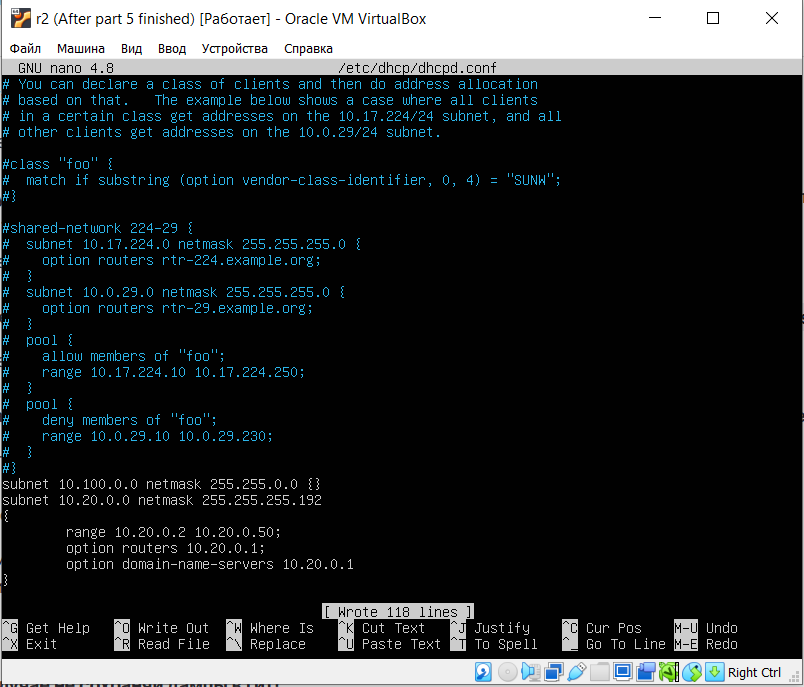 r2 (After part 5 finished) [Работает] - Oracle VM VirtualBox
Файл Машина Вид Ввод Устройства Справка
GNU nano 4.8 /etc/dhcp/dhcpd.conf
# You can declare a class of clients and then do address allocation
# based on that.   The example below shows a case where all clients
# in a certain class get addresses on the 10.17.224/24 subnet, and all
# other clients get addresses on the 10.0.29/24 subnet.
#class "foo" {
#  match if substring (option vendor-class-identifier, 0, 4) = "SUNW";
#}
#shared-network 224-29 {
#  subnet 10.17.224.0 netmask 255.255.255.0 {
#    option routers rtr-224.example.org;
#  }
#  subnet 10.0.29.0 netmask 255.255.255.0 {
#    option routers rtr-29.example.org;
#  }
#  pool {
#    allow members of "foo";
#    range 10.17.224.10 10.17.224.250;
#  }
#  pool {
#    deny members of "foo";
#    range 10.0.29.10 10.0.29.230;
#  }
#}
subnet 10.100.0.0 netmask 255.255.0.0 {}
subnet 10.20.0.0 netmask 255.255.255.192
{
        range 10.20.0.2 10.20.0.50;
        option routers 10.20.0.1;
        option domain-name-servers 10.20.0.1
}
[ Wrote 118 lines ]
^G Get Help ^O Write Out ^W Where Is ^K Cut Text ^J Justify ^C Cur Pos M-U Undo
^X Exit ^R Read File ^\ Replace ^U Paste Text ^T To Spell ^_ Go To Line M-E Redo
Right Ctrl